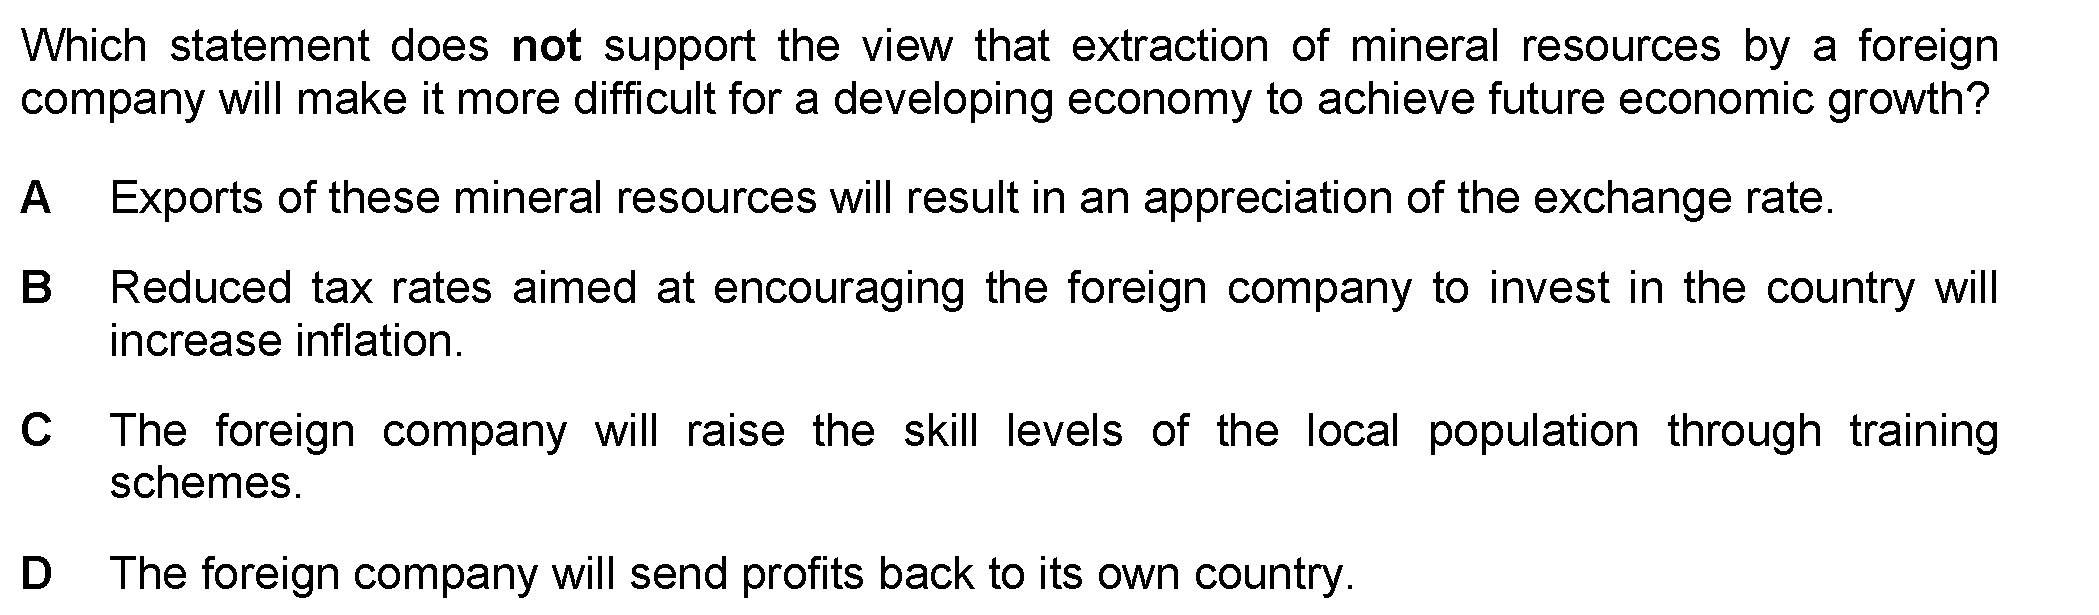 Which statement does not support the view that extraction of mineral resources by a foreign
company will make it more difficult for a developing economy to achieve future economic growth?
A Exports of these mineral resources will result in an appreciation of the exchange rate.
B Reduced tax rates aimed at encouraging the foreign company to invest in the country will
increase inflation.
C The foreign company will raise the skill levels of the local population through training
schemes.
D The foreign company will send profits back to its own country.